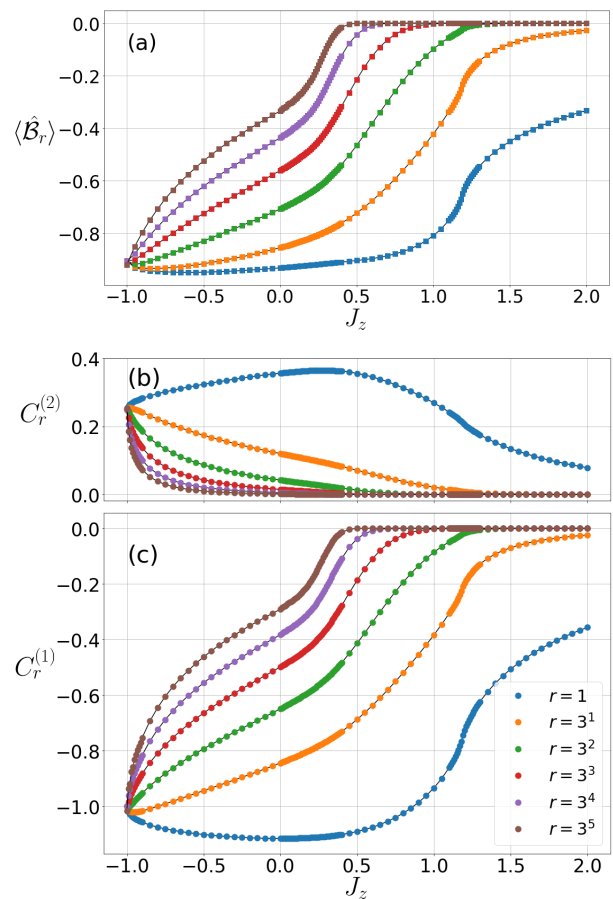 (a)
0.0
−0.2
−0.4
−0.6
−0.8
⟨𝓑̂ᵣ⟩
−1.0 −0.5 0.0 0.5 1.0 1.5 2.0
J_z
(b)
0.4
0.2
0.0
C_r^{(2)}
(c)
0.0
−0.2
−0.4
−0.6
−0.8
−1.0
C_r^{(1)}
r = 1
r = 3^1
r = 3^2
r = 3^3
r = 3^4
r = 3^5
−1.0 −0.5 0.0 0.5 1.0 1.5 2.0
J_z